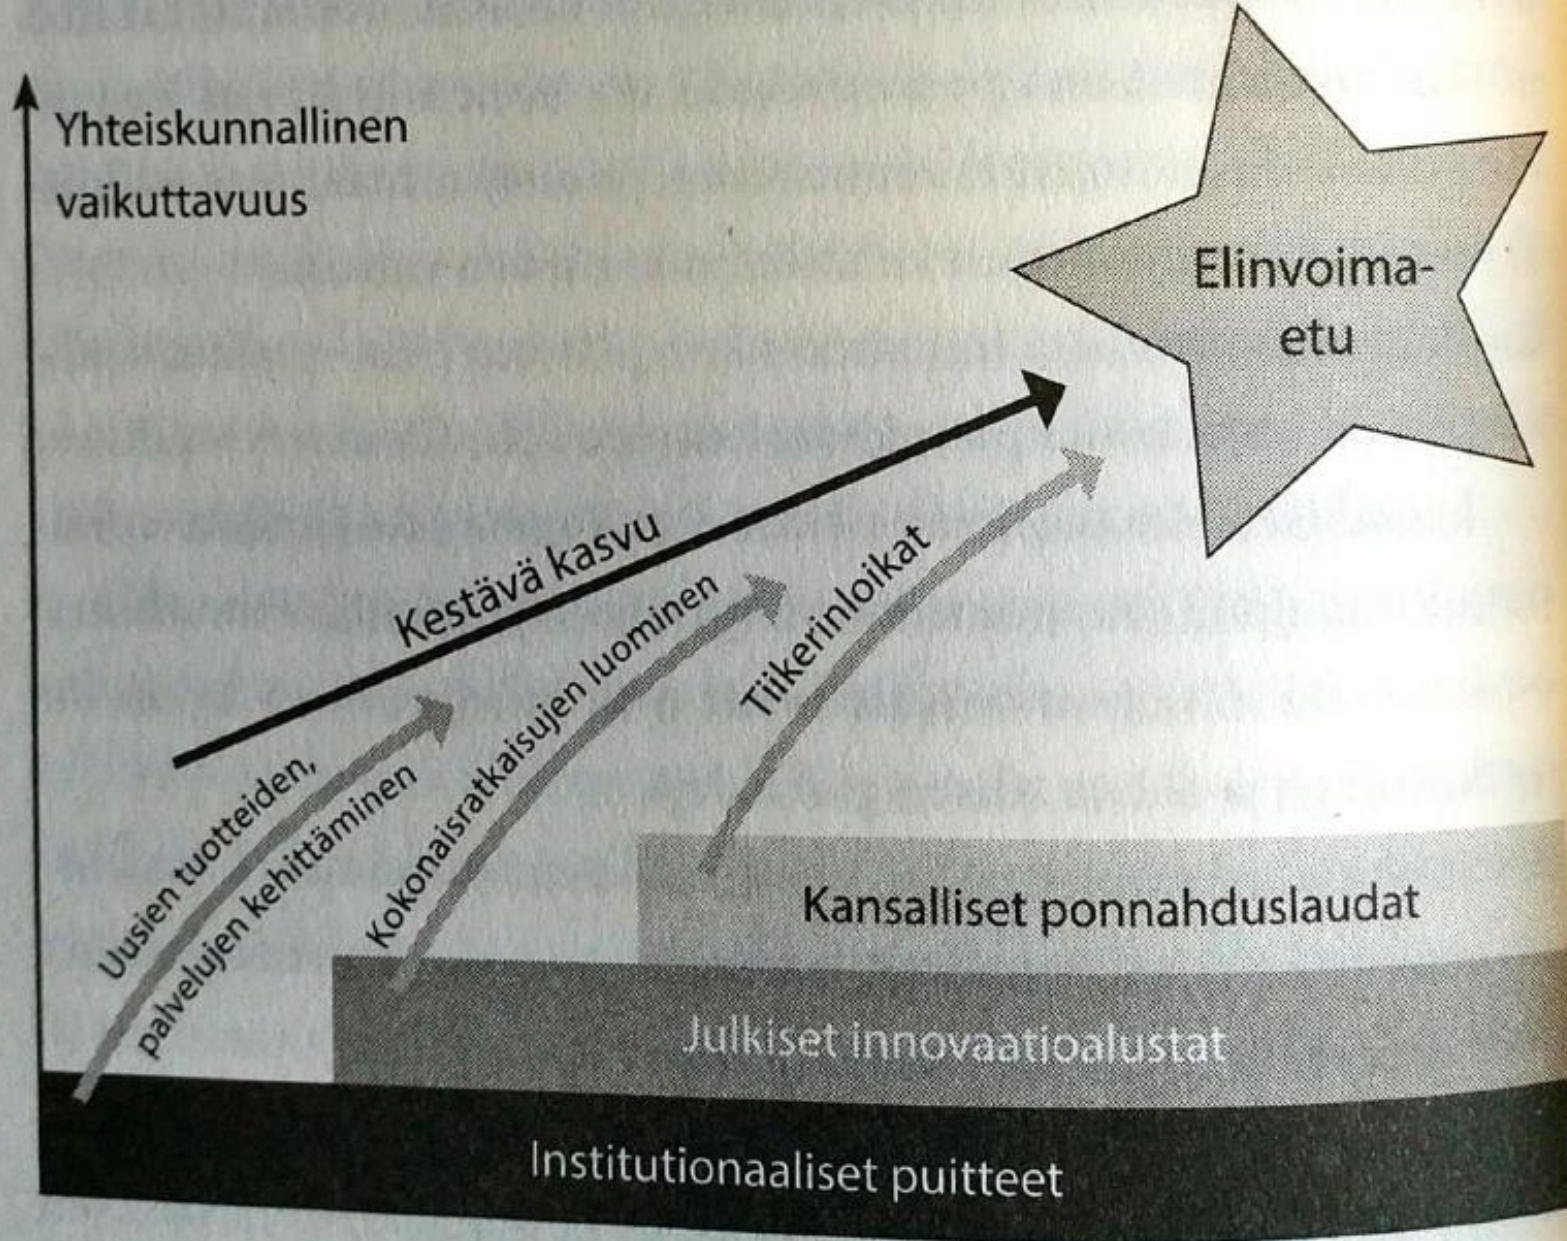 Yhteiskunnallinen
vaikuttavuus
Elinvoima-
etu
Kestävä kasvu
Uusien tuotteiden,
palvelujen kehittäminen
Kokonaisratkaisujen luominen
Tiikerinloikat
Kansalliset ponnahduslaudat
Julkiset innovaatioalustat
Institutionaaliset puitteet